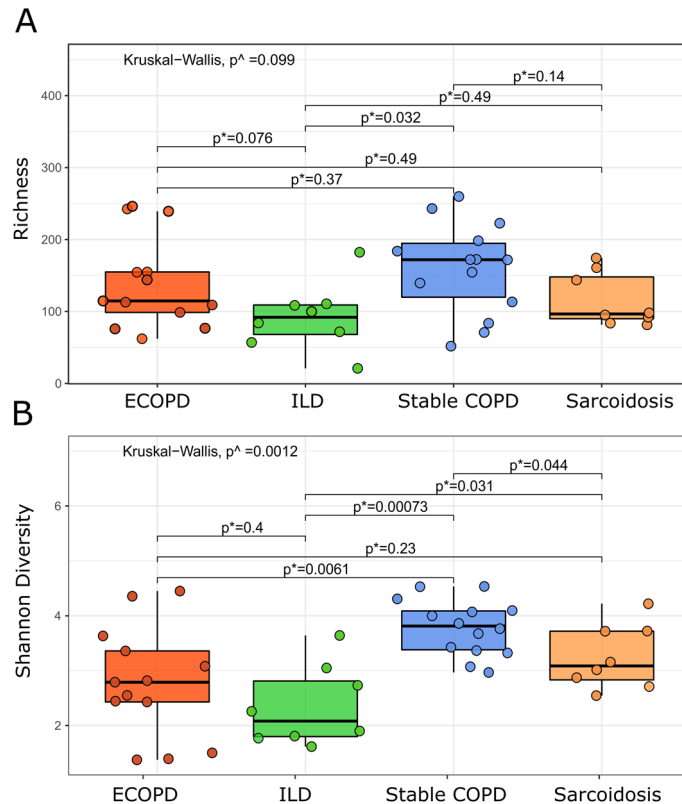 A
Kruskal−Wallis, p^ =0.099
p*=0.14
p*=0.49
p*=0.032
p*=0.076
p*=0.49
p*=0.37
400
300
200
100
0
Richness
ECOPD ILD Stable COPD Sarcoidosis
B
Kruskal−Wallis, p^ =0.0012
p*=0.044
p*=0.031
p*=0.00073
p*=0.4
p*=0.23
p*=0.0061
6
4
2
Shannon Diversity
ECOPD ILD Stable COPD Sarcoidosis